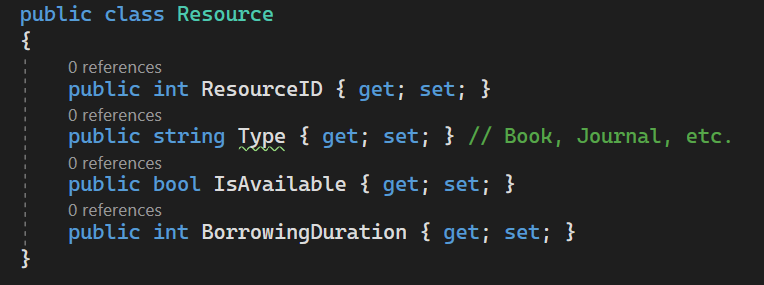 public class Resource
{
0 references
public int ResourceID { get; set; }
0 references
public string Type { get; set; } // Book, Journal, etc.
0 references
public bool IsAvailable { get; set; }
0 references
public int BorrowingDuration { get; set; }
}